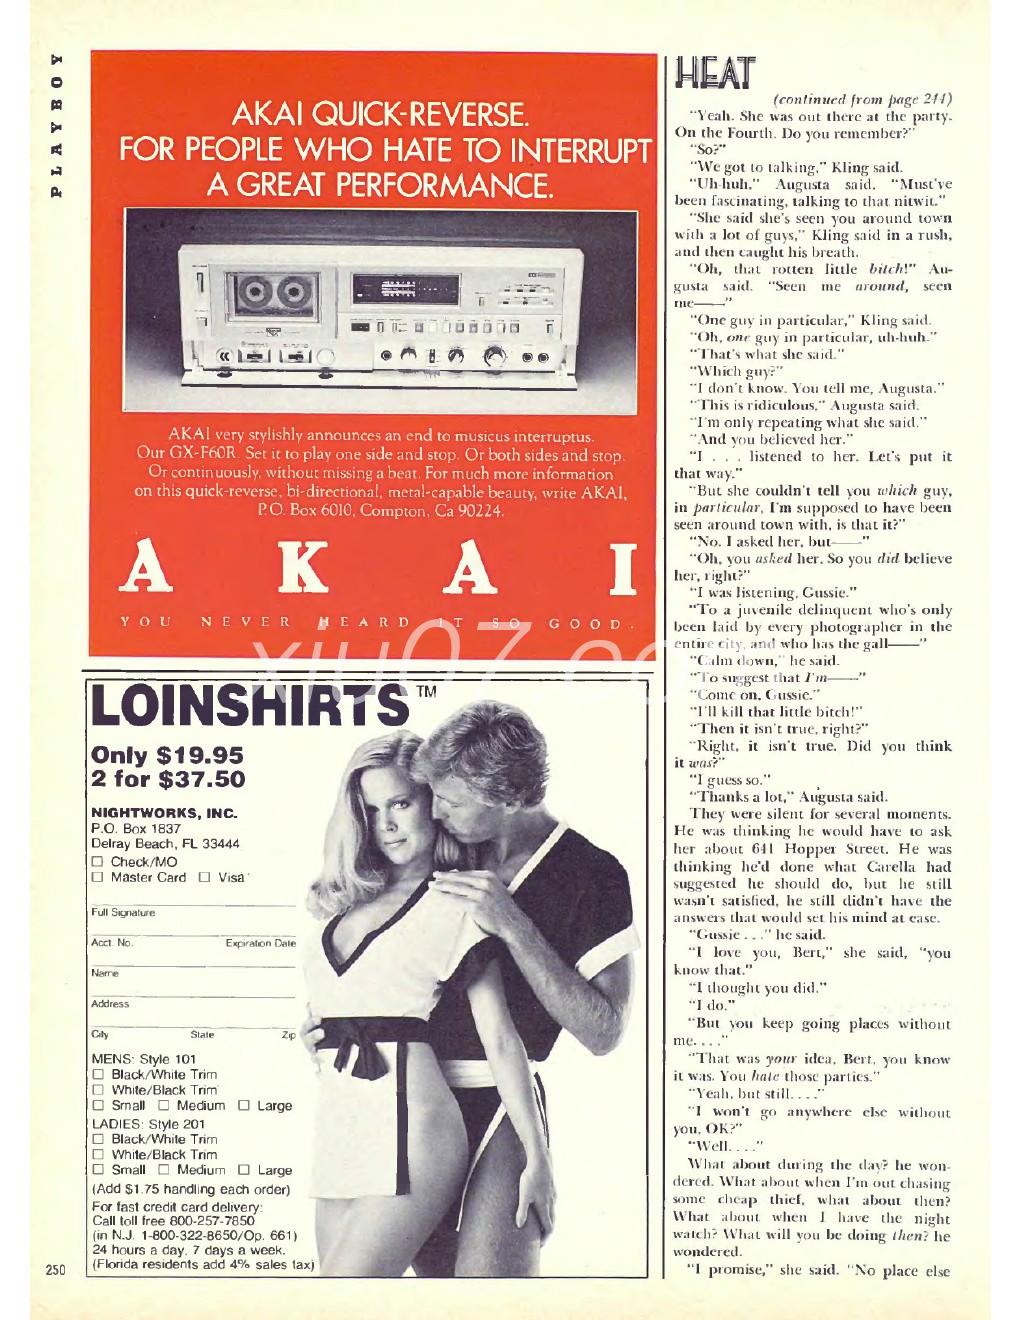 PLAYBOY
AKAI QUICK-REVERSE.
FOR PEOPLE WHO HATE TO INTERRUPT
A GREAT PERFORMANCE.
AKAI very stylishly announces an end to musicus interruptus.
Our GX-F60R. Set it to play one side and stop. Or both sides and stop.
Or continuously, without missing a beat. For much more information
on this quick-reverse, bi-directional, metal-capable beauty, write AKAI,
P.O. Box 6010, Compton, Ca 90224.
AKAI
YOU NEVER HEARD IT SO GOOD.
LOINSHIRTS™
Only $19.95
2 for $37.50
NIGHTWORKS, INC.
P.O. Box 1837
Delray Beach, FL 33444
☐ Check/MO
☐ Master Card ☐ Visa
Full Signature
Acct. No. Expiration Date
Name
Address
City State Zip
MENS: Style 101
☐ Black/White Trim
☐ White/Black Trim
☐ Small ☐ Medium ☐ Large
LADIES: Style 201
☐ Black/White Trim
☐ White/Black Trim
☐ Small ☐ Medium ☐ Large
(Add $1.75 handling each order)
For fast credit card delivery:
Call toll free 800-257-7850
(in N.J. 1-800-322-8650/Op. 661)
24 hours a day, 7 days a week.
(Florida residents add 4% sales tax)
250
HEAT
(continued from page 244)
"Yeah. She was out there at the party.
On the Fourth. Do you remember?"
"So?"
"We got to talking," Kling said.
"Uh-huh," Augusta said. "Must've
been fascinating, talking to that nitwit."
"She said she's seen you around town
with a lot of guys," Kling said in a rush,
and then caught his breath.
"Oh, that rotten little bitch!" Au-
gusta said. "Seen me around, seen
me——"
"One guy in particular," Kling said.
"Oh, one guy in particular, uh-huh."
"That's what she said."
"Which guy?"
"I don't know. You tell me, Augusta."
"This is ridiculous," Augusta said.
"I'm only repeating what she said."
"And you believed her."
"I . . . listened to her. Let's put it
that way."
"But she couldn't tell you which guy,
in particular, I'm supposed to have been
seen around town with, is that it?"
"No. I asked her, but——"
"Oh, you asked her. So you did believe
her, right?"
"I was listening, Gussie."
"To a juvenile delinquent who's only
been laid by every photographer in the
entire city, and who has the gall——"
"Calm down," he said.
"To suggest that I'm——"
"Come on, Gussie."
"I'll kill that little bitch!"
"Then it isn't true, right?"
"Right, it isn't true. Did you think
it was?"
"I guess so."
"Thanks a lot," Augusta said.
They were silent for several moments.
He was thinking he would have to ask
her about 641 Hopper Street. He was
thinking he'd done what Carella had
suggested he should do, but he still
wasn't satisfied, he still didn't have the
answers that would set his mind at ease.
"Gussie . . ." he said.
"I love you, Bert," she said, "you
know that."
"I thought you did."
"I do."
"But you keep going places without
me. . . ."
"That was your idea, Bert, you know
it was. You hate those parties."
"Yeah, but still. . . ."
"I won't go anywhere else without
you, OK?"
"Well. . . ."
What about during the day? he won-
dered. What about when I'm out chasing
some cheap thief, what about then?
What about when I have the night
watch? What will you be doing then? he
wondered.
"I promise," she said. "No place else